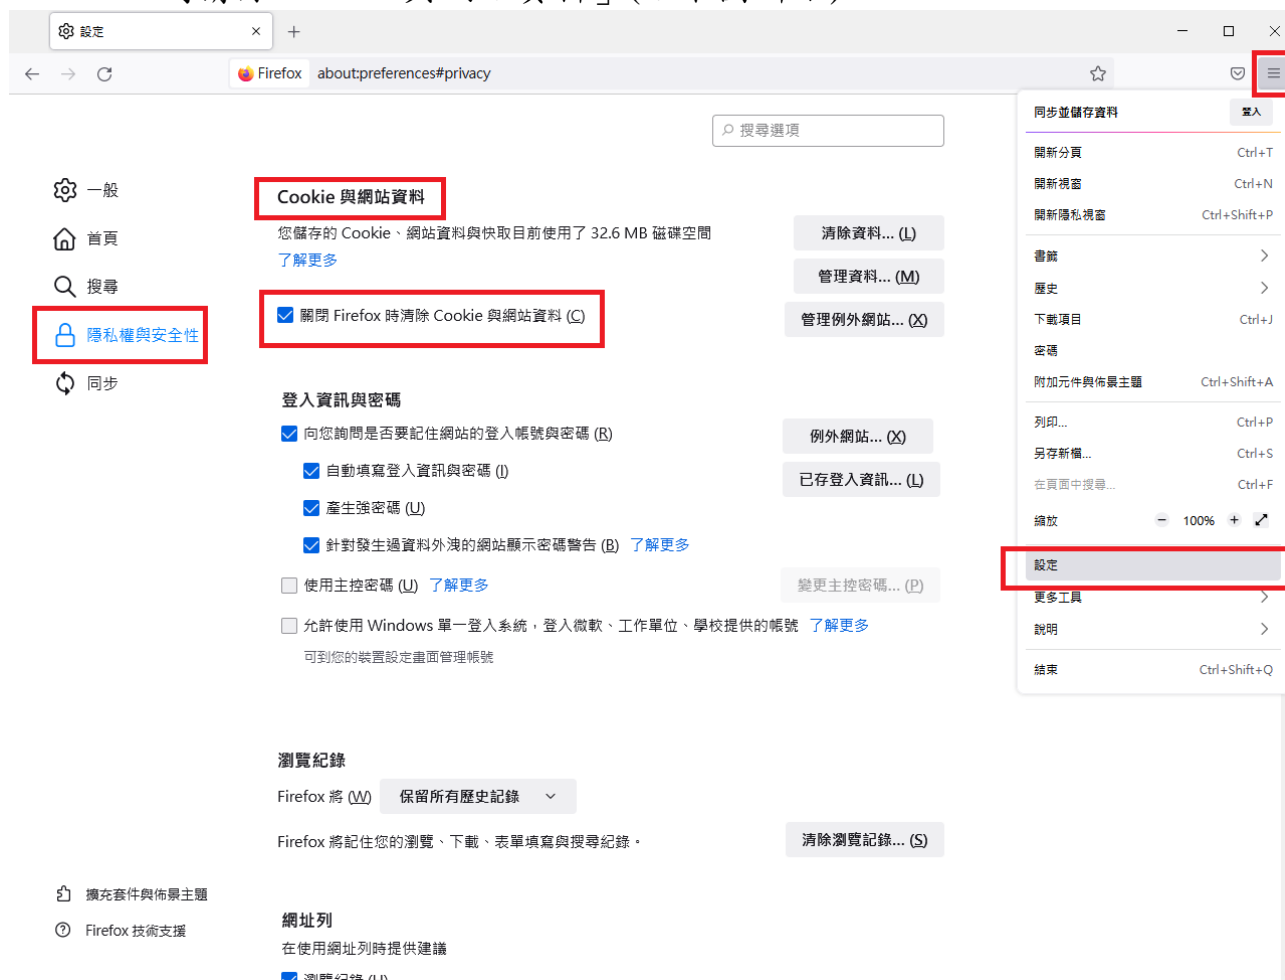 設定
Firefox about:preferences#privacy
搜尋選項
一般
首頁
搜尋
隱私權與安全性
同步
擴充套件與佈景主題
Firefox 技術支援
Cookie 與網站資料
您儲存的 Cookie、網站資料與快取目前使用了 32.6 MB 磁碟空間
了解更多
清除資料... (L)
管理資料... (M)
關閉 Firefox 時清除 Cookie 與網站資料 (C)
管理例外網站... (X)
登入資訊與密碼
向您詢問是否要記住網站的登入帳號與密碼 (R)
例外網站... (X)
自動填寫登入資訊與密碼 (I)
已存登入資訊... (L)
產生強密碼 (U)
針對發生過資料外洩的網站顯示密碼警告 (B) 了解更多
使用主控密碼 (U) 了解更多
變更主控密碼... (P)
允許使用 Windows 單一登入系統，登入微軟、工作單位、學校提供的帳號 了解更多
可到您的裝置設定畫面管理帳號
瀏覽紀錄
Firefox 將 (W) 保留所有歷史記錄
Firefox 將記住您的瀏覽、下載、表單填寫與搜尋紀錄。
清除瀏覽記錄... (S)
網址列
在使用網址列時提供建議
瀏覽紀錄 (H)
同步並儲存資料 登入
開新分頁 Ctrl+T
開新視窗 Ctrl+N
開新隱私視窗 Ctrl+Shift+P
書籤
歷史
下載項目 Ctrl+J
密碼
附加元件與佈景主題 Ctrl+Shift+A
列印... Ctrl+P
另存新檔... Ctrl+S
在頁面中搜尋... Ctrl+F
縮放 − 100% +
設定
更多工具
說明
結束 Ctrl+Shift+Q